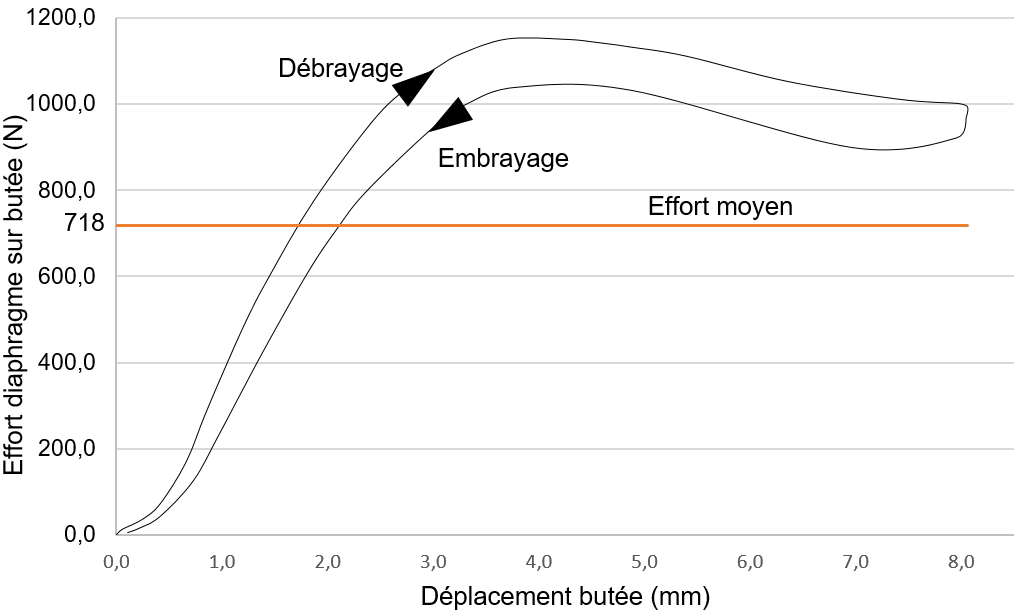 1200,0
1000,0
800,0
718
600,0
400,0
200,0
0,0
Effort diaphragme sur butée (N)
Débrayage
Embrayage
Effort moyen
0,0 1,0 2,0 3,0 4,0 5,0 6,0 7,0 8,0
Déplacement butée (mm)